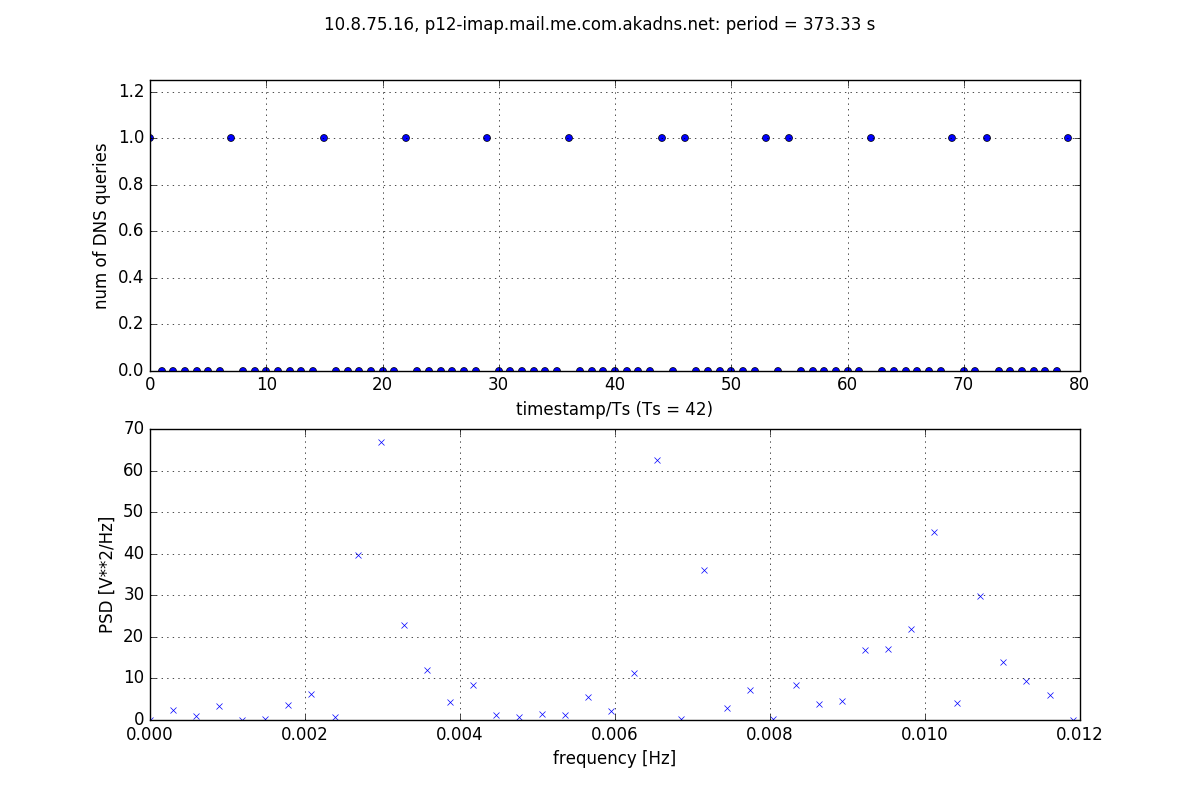 10.8.75.16, p12-imap.mail.me.com.akadns.net: period = 373.33 s
1.2
1.0
0.8
0.6
0.4
0.2
0.0
num of DNS queries
0 10 20 30 40 50 60 70 80
timestamp/Ts (Ts = 42)
70
60
50
40
30
20
10
0
PSD [V**2/Hz]
0.000 0.002 0.004 0.006 0.008 0.010 0.012
frequency [Hz]